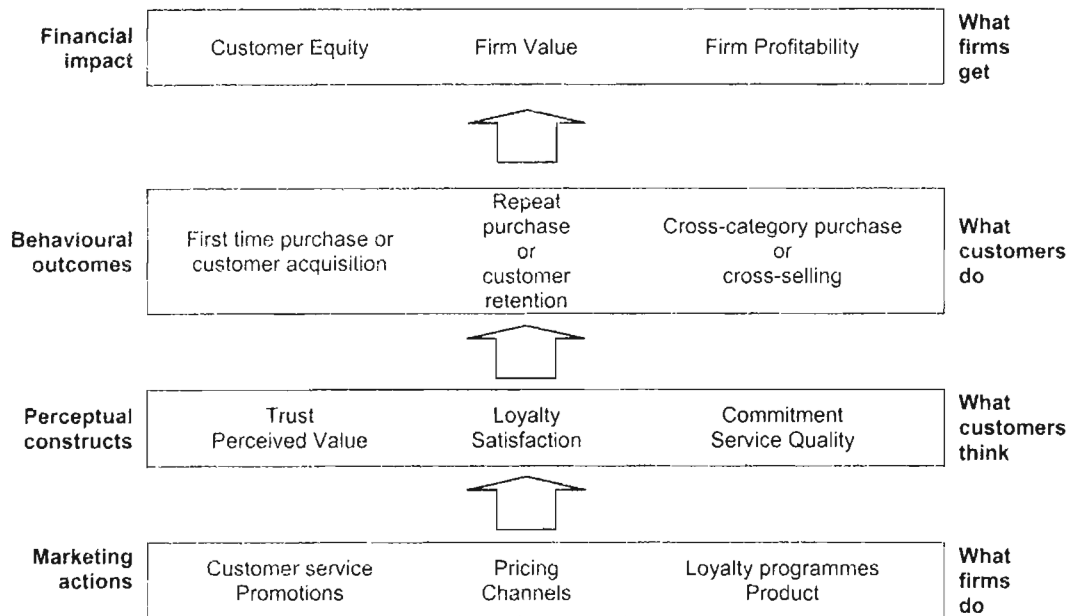 Financial
impact
Customer Equity
Firm Value
Firm Profitability
What
firms
get
Behavioural
outcomes
First time purchase or
customer acquisition
Repeat
purchase
or
customer
retention
Cross-category purchase
or
cross-selling
What
customers
do
Perceptual
constructs
Trust
Perceived Value
Loyalty
Satisfaction
Commitment
Service Quality
What
customers
think
Marketing
actions
Customer service
Promotions
Pricing
Channels
Loyalty programmes
Product
What
firms
do